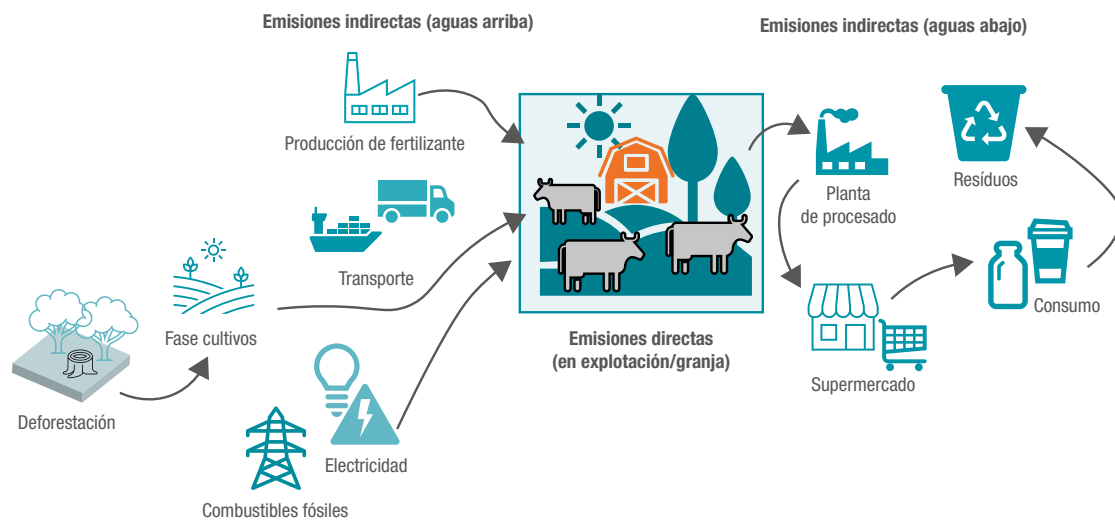 Emisiones indirectas (aguas arriba)
Emisiones indirectas (aguas abajo)
Producción de fertilizante
Transporte
Fase cultivos
Deforestación
Electricidad
Combustibles fósiles
Emisiones directas
(en explotación/granja)
Planta
de procesado
Resíduos
Supermercado
Consumo